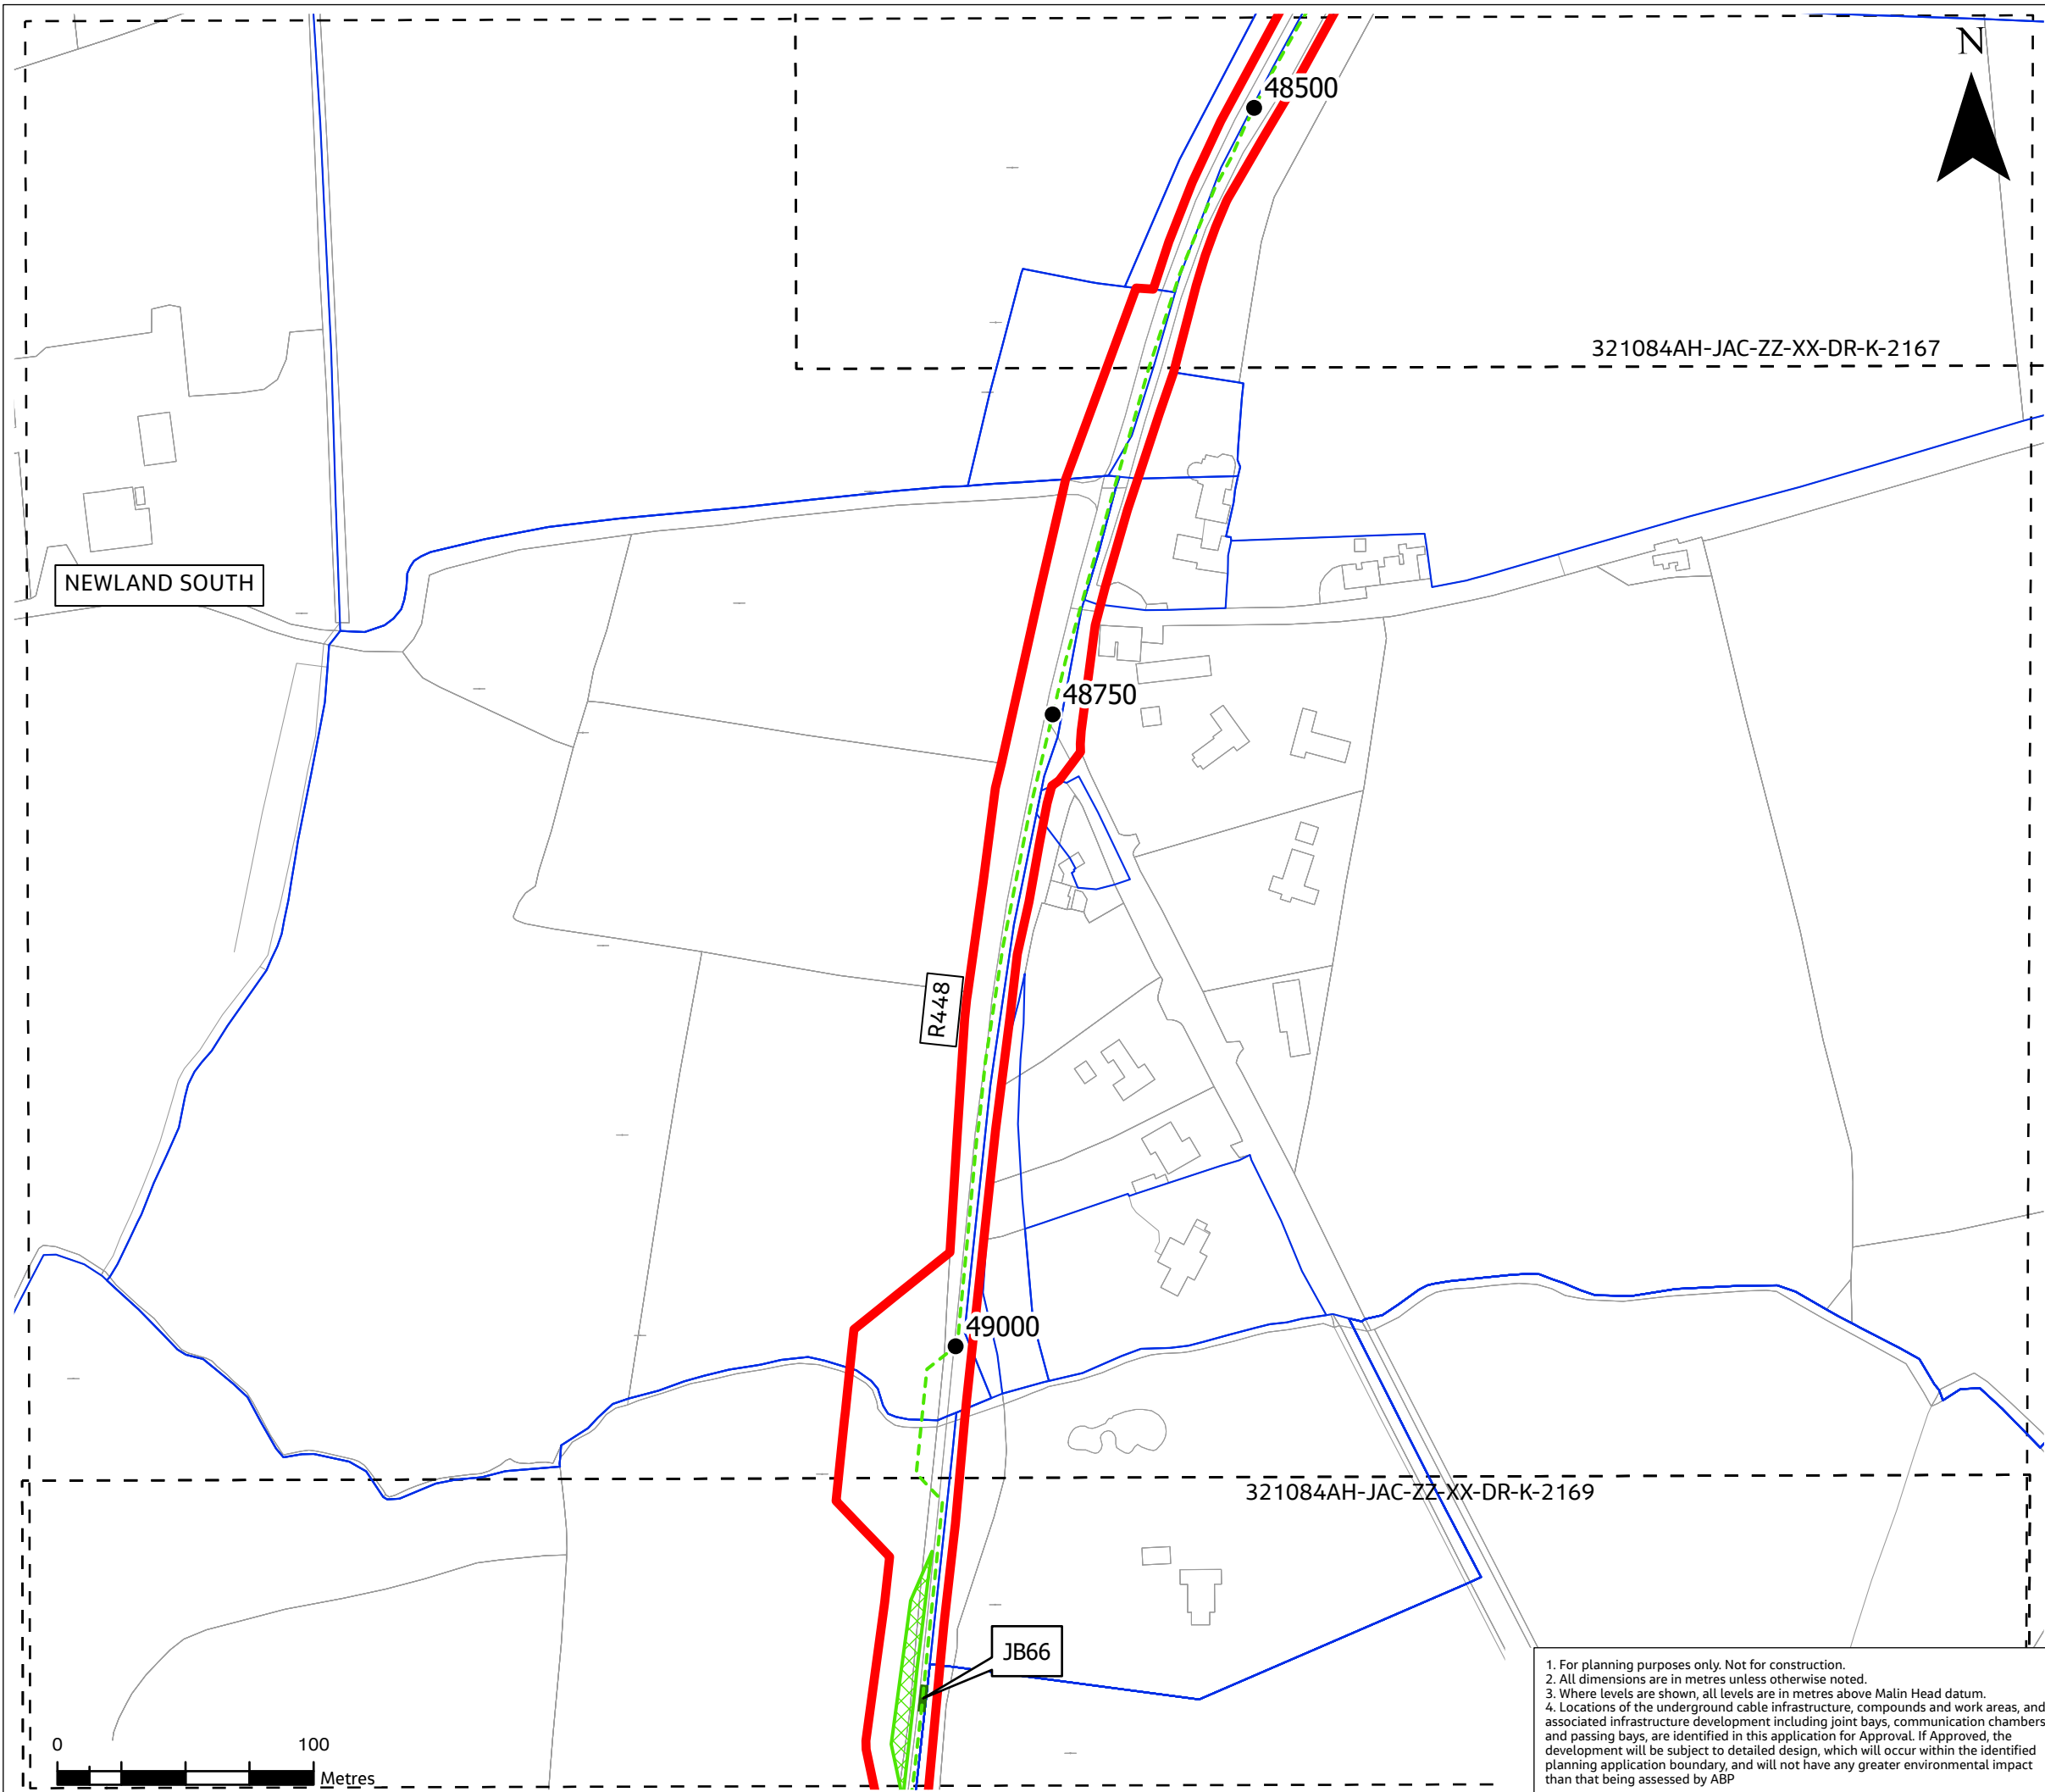 N
48500
321084AH-JAC-ZZ-XX-DR-K-2167
NEWLAND SOUTH
48750
R448
49000
321084AH-JAC-ZZ-XX-DR-K-2169
JB66
0 100
Metres
1. For planning purposes only. Not for construction.
2. All dimensions are in metres unless otherwise noted.
3. Where levels are shown, all levels are in metres above Malin Head datum.
4. Locations of the underground cable infrastructure, compounds and work areas, and
associated infrastructure development including joint bays, communication chambers
and passing bays, are identified in this application for Approval. If Approved, the
development will be subject to detailed design, which will occur within the identified
planning application boundary, and will not have any greater environmental impact
than that being assessed by ABP